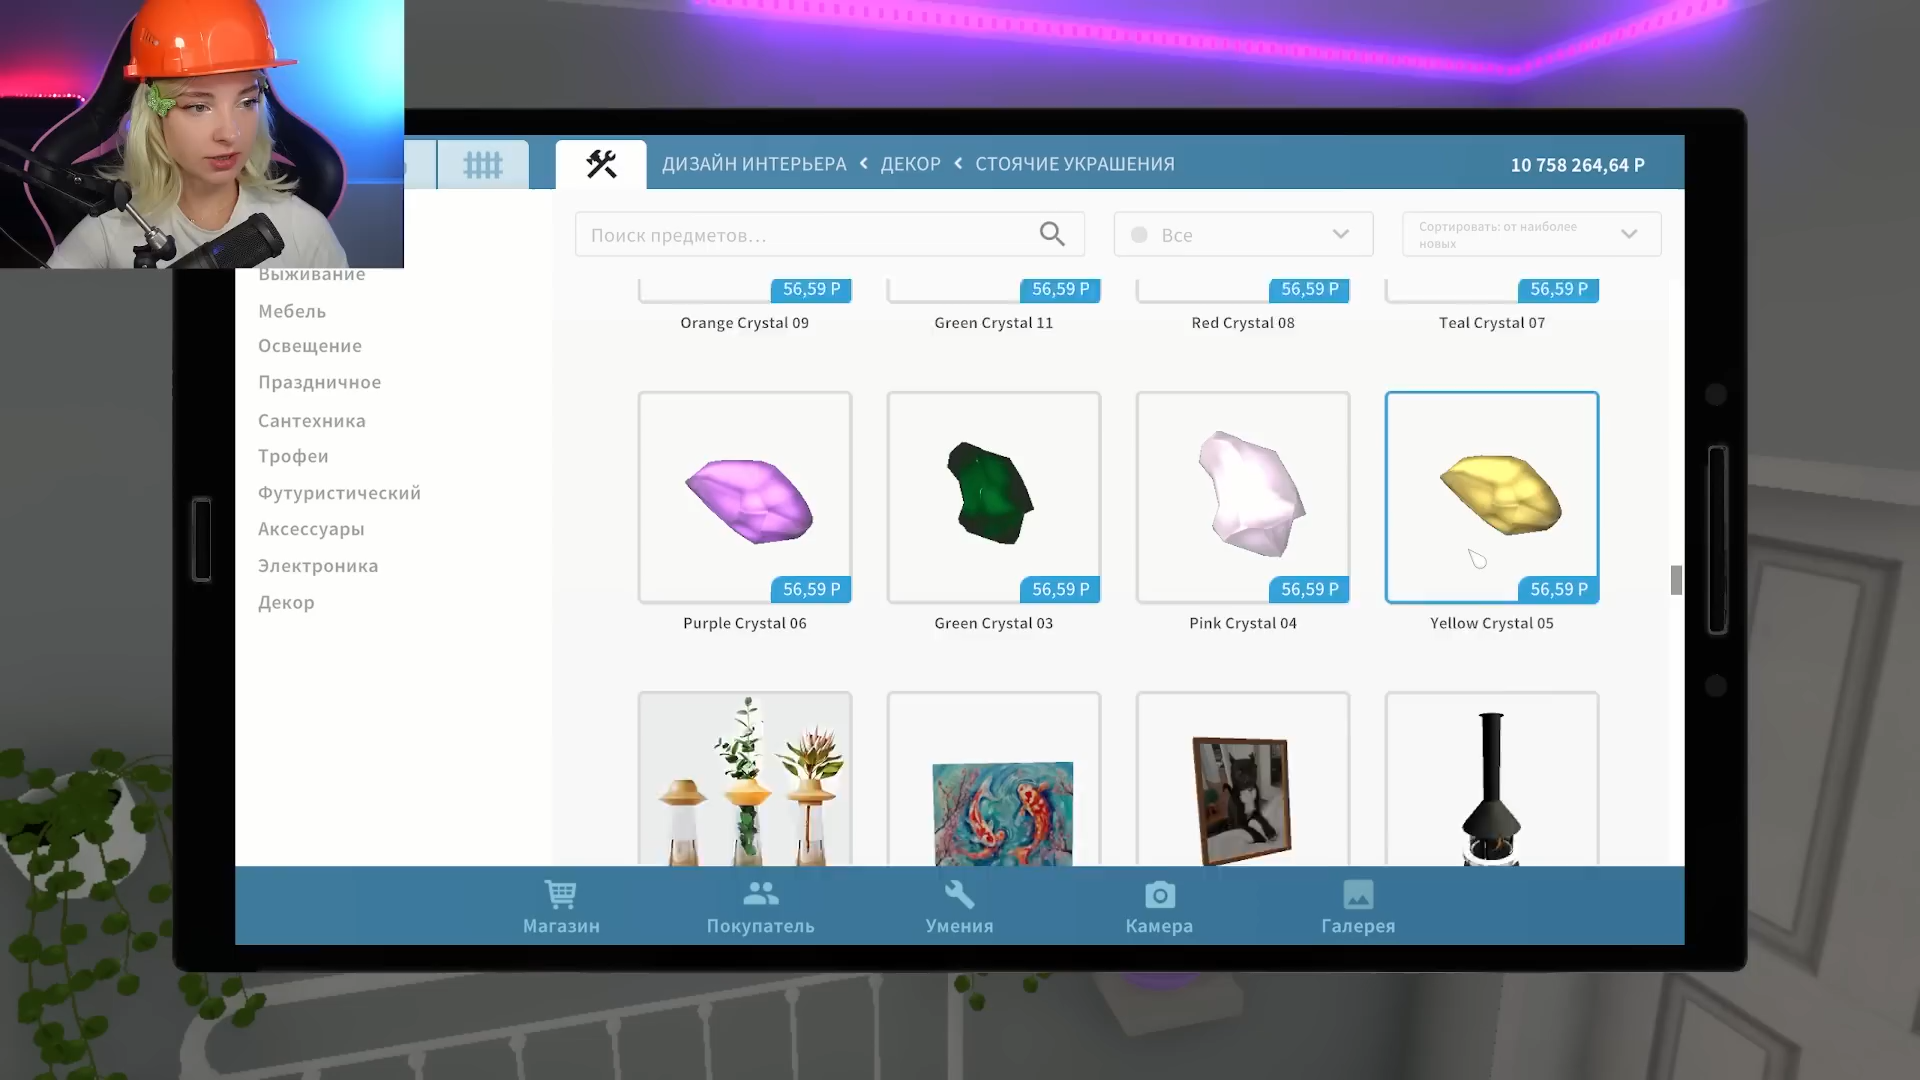 ДИЗАЙН ИНТЕРЬЕРА < ДЕКОР < СТОЯЧИЕ УКРАШЕНИЯ
10 758 264,64 Р
Поиск предметов...
Все
Сортировать: от наиболее
новых
Выживание
Мебель
Освещение
Праздничное
Сантехника
Трофеи
Футуристический
Аксессуары
Электроника
Декор
56,59 Р
56,59 Р
56,59 Р
56,59 Р
Orange Crystal 09
Green Crystal 11
Red Crystal 08
Teal Crystal 07
56,59 Р
56,59 Р
56,59 Р
56,59 Р
Purple Crystal 06
Green Crystal 03
Pink Crystal 04
Yellow Crystal 05
Магазин
Покупатель
Умения
Камера
Галерея